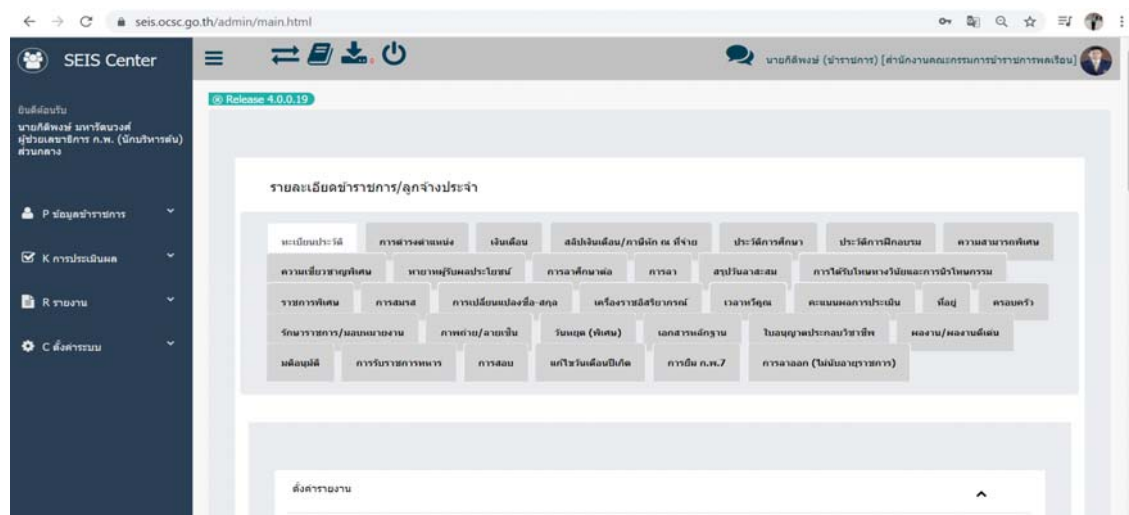 seis.ocsc.go.th/admin/main.html
SEIS Center
นายกิติพงษ์ (ข้าราชการ) [สำนักงานคณะกรรมการข้าราชการพลเรือน]
Release 4.0.0.19
ยินดีต้อนรับ
นายกิติพงษ์ มหารัตนวงศ์
ผู้ช่วยเลขาธิการ ก.พ. (นักบริหารต้น)
ส่วนกลาง
รายละเอียดข้าราชการ/ลูกจ้างประจำ
P ข้อมูลข้าราชการ
K การประเมินผล
R รายงาน
C ตั้งค่าระบบ
ทะเบียนประวัติ การดำรงตำแหน่ง เงินเดือน สลิปเงินเดือน/ภาษีหัก ณ ที่จ่าย ประวัติการศึกษา ประวัติการฝึกอบรม ความสามารถพิเศษ
ความเชี่ยวชาญพิเศษ ทายาทผู้รับผลประโยชน์ การลาศึกษาต่อ การลา สรุปวันลาสะสม การได้รับโทษทางวินัยและการนิรโทษกรรม
ราชการพิเศษ การสมรส การเปลี่ยนแปลงชื่อ-สกุล เครื่องราชอิสริยาภรณ์ เวลาทวีคูณ คะแนนผลการประเมิน ที่อยู่ ครอบครัว
รักษาราชการ/มอบหมายงาน ภาพถ่าย/ลายเซ็น วันหยุด (พิเศษ) เอกสารหลักฐาน ใบอนุญาตประกอบวิชาชีพ ผลงาน/ผลงานดีเด่น
มติอนุมัติ การรับราชการทหาร การสอบ แก้ไขวันเดือนปีเกิด การยืม ก.พ.7 การลาออก (ไม่นับอายุราชการ)
ตั้งค่ารายงาน